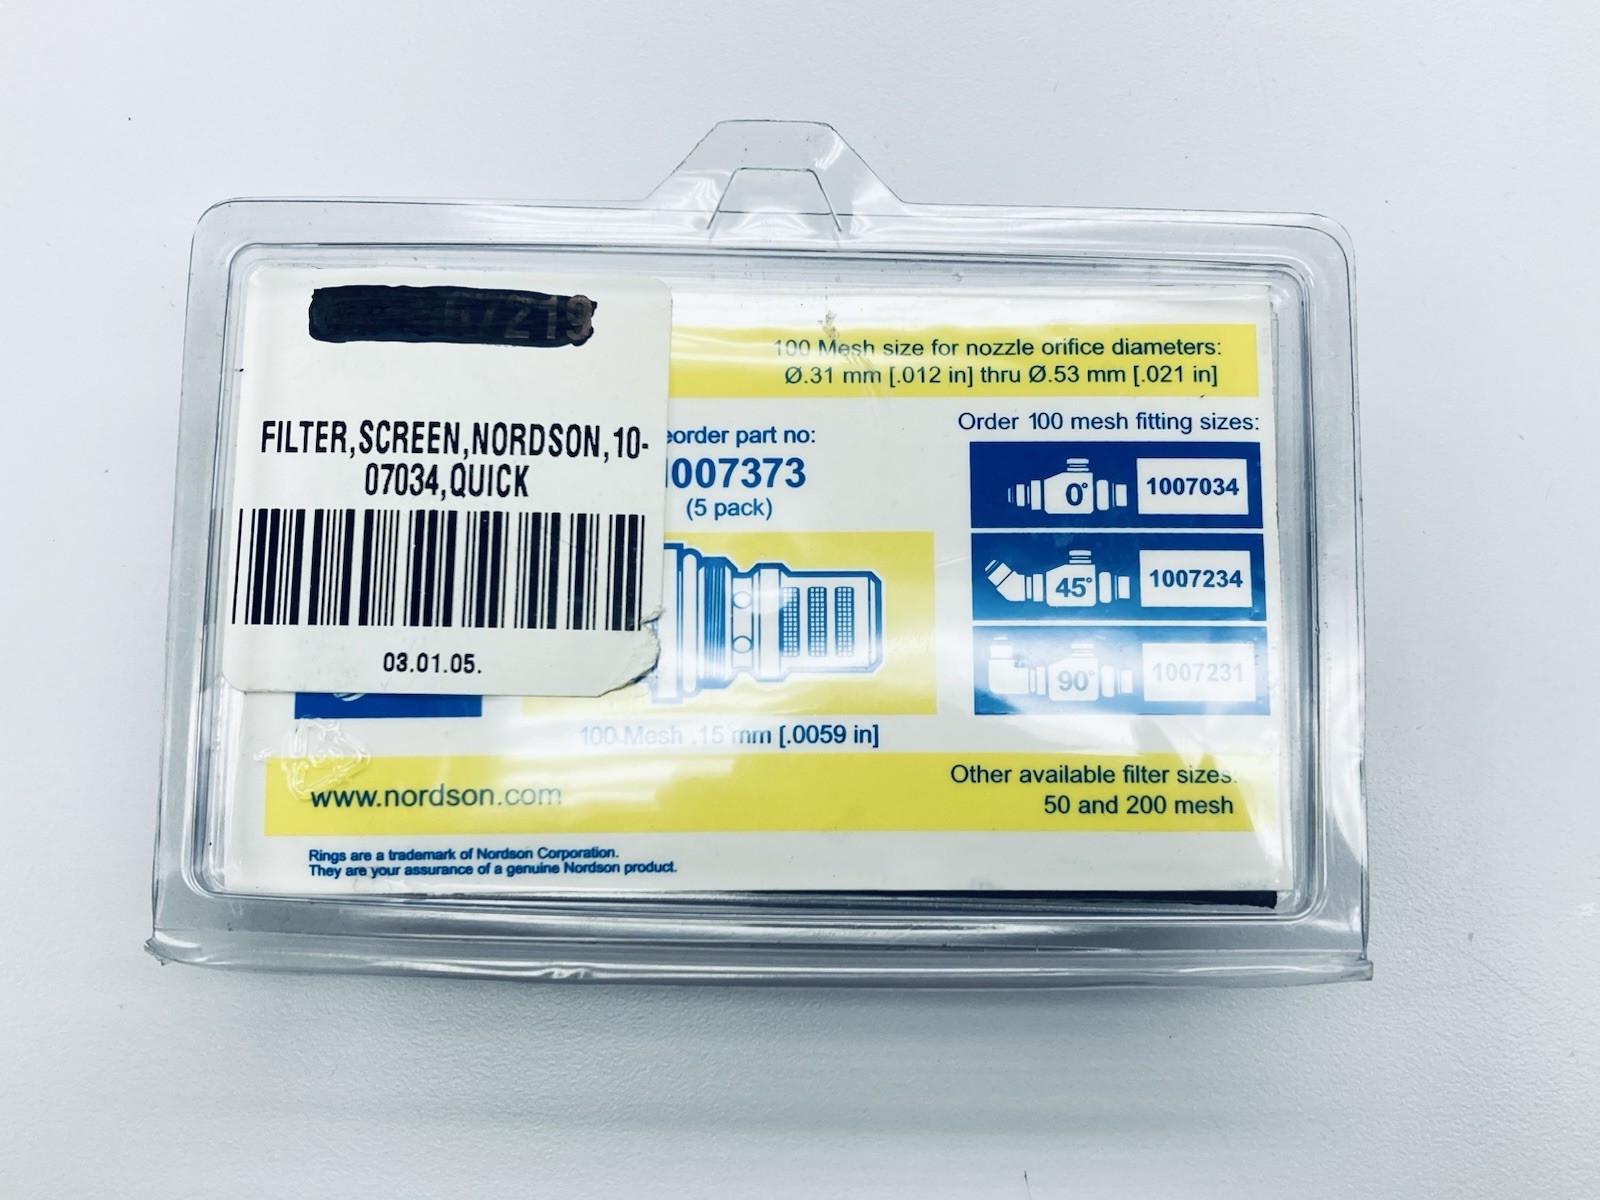 67219
FILTER,SCREEN,NORDSON,10-
07034,QUICK
03.01.05.
100 Mesh size for nozzle orifice diameters:
Ø.31 mm [.012 in] thru Ø.53 mm [.021 in]
eorder part no:
1007373
(5 pack)
100 Mesh .15 mm [.0059 in]
Order 100 mesh fitting sizes:
0° 1007034
45° 1007234
90° 1007231
www.nordson.com
Other available filter sizes:
50 and 200 mesh
Rings are a trademark of Nordson Corporation.
They are your assurance of a genuine Nordson product.